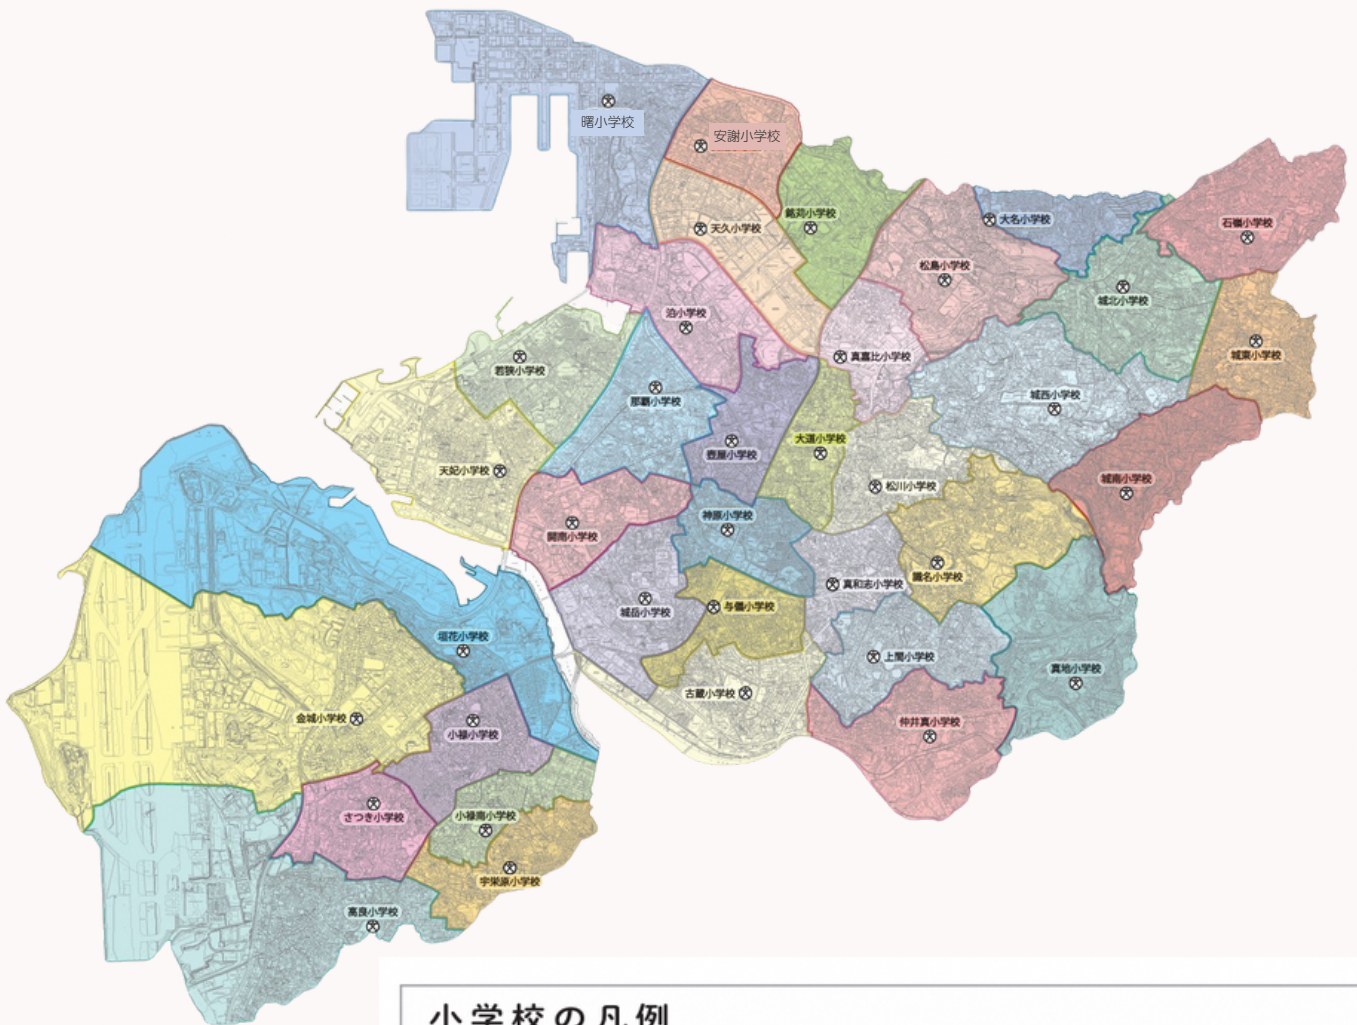 曙小学校
安謝小学校
銘苅小学校
天久小学校
大名小学校
石嶺小学校
松島小学校
城北小学校
泊小学校
真嘉比小学校
城東小学校
若狭小学校
那覇小学校
城西小学校
大道小学校
壺屋小学校
天妃小学校
松川小学校
城南小学校
神原小学校
開南小学校
識名小学校
真和志小学校
与儀小学校
城岳小学校
垣花小学校
上間小学校
真地小学校
古蔵小学校
金城小学校
仲井真小学校
小禄小学校
さつき小学校
小禄南小学校
宇栄原小学校
高良小学校
小学校の凡例